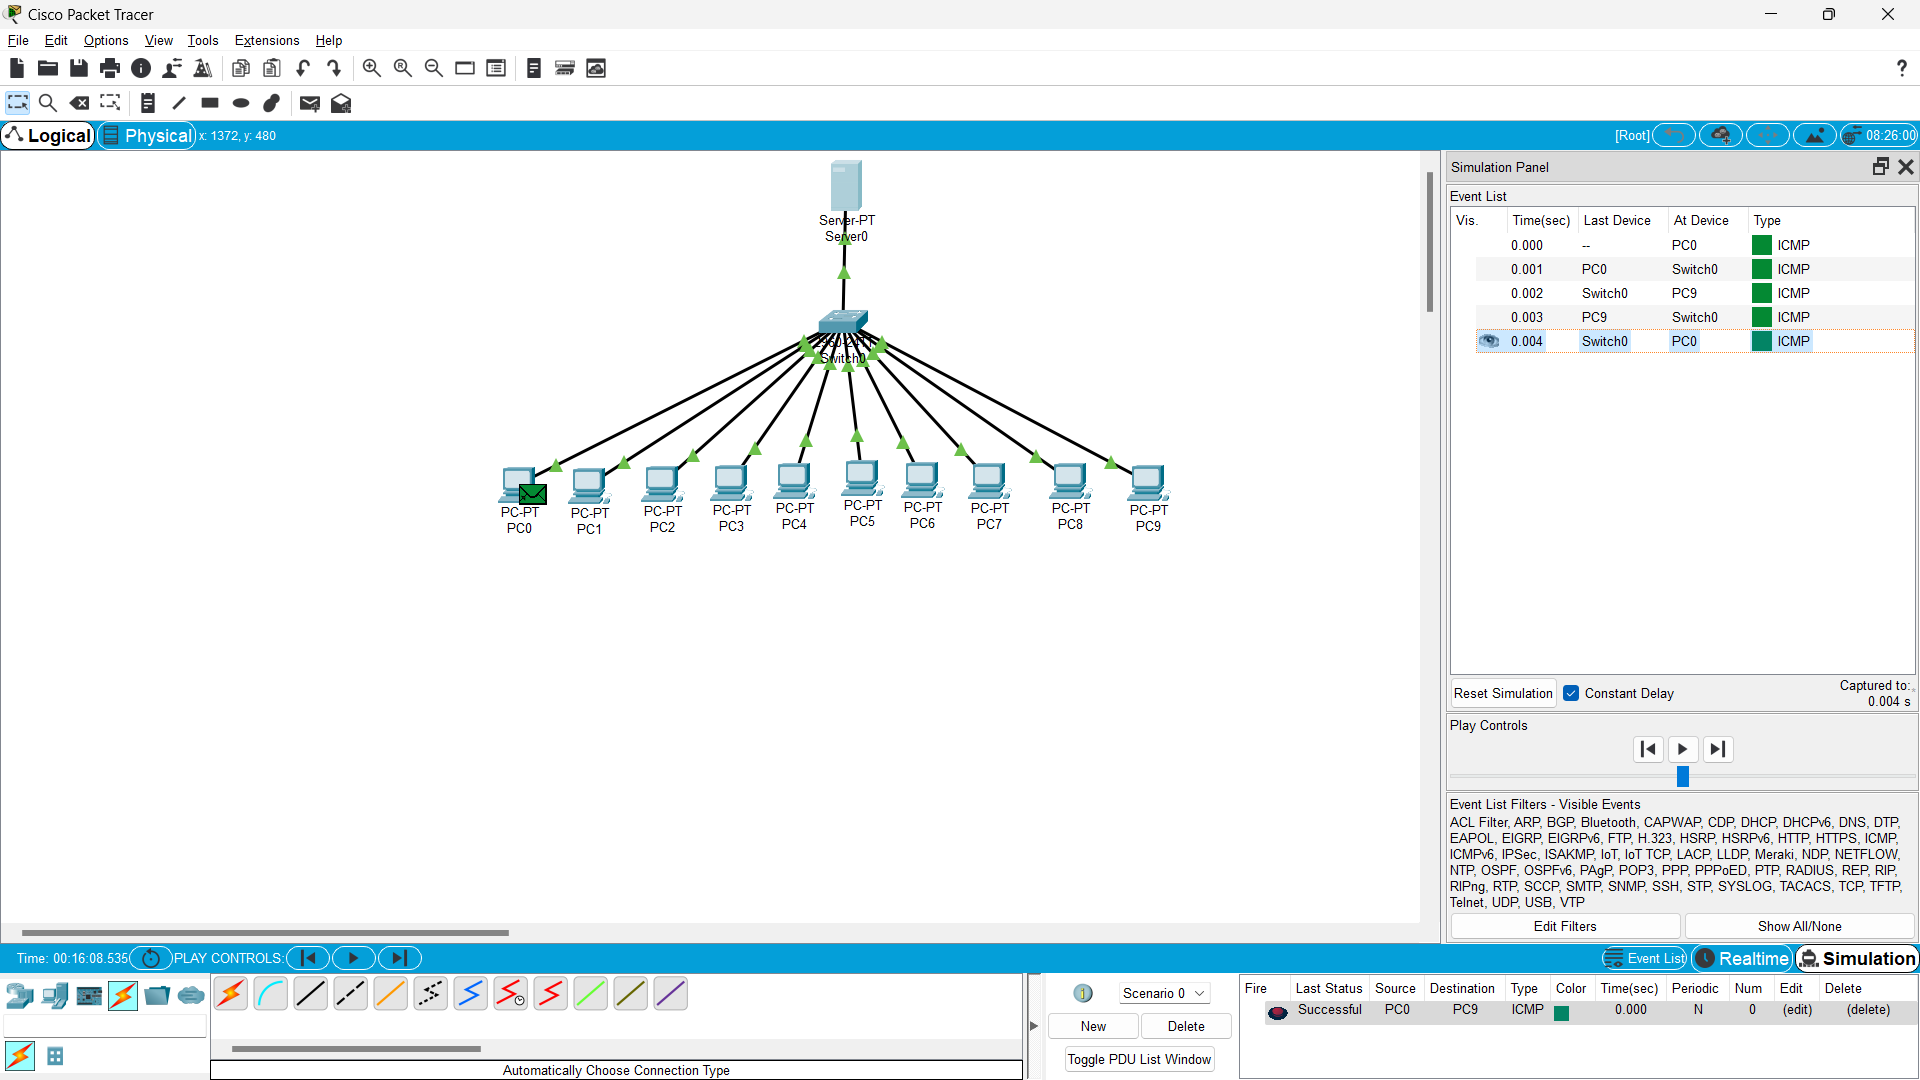 Cisco Packet Tracer
File Edit Options View Tools Extensions Help
Logical Physical x: 1372, y: 480 [Root] 08:26:00
Server-PT
Server0
Switch0
PC-PT
PC0
PC-PT
PC1
PC-PT
PC2
PC-PT
PC3
PC-PT
PC4
PC-PT
PC5
PC-PT
PC6
PC-PT
PC7
PC-PT
PC8
PC-PT
PC9
Simulation Panel
Event List
Vis. Time(sec) Last Device At Device Type
0.000 -- PC0 ICMP
0.001 PC0 Switch0 ICMP
0.002 Switch0 PC9 ICMP
0.003 PC9 Switch0 ICMP
0.004 Switch0 PC0 ICMP
Reset Simulation Constant Delay Captured to:
0.004 s
Play Controls
Event List Filters - Visible Events
ACL Filter, ARP, BGP, Bluetooth, CAPWAP, CDP, DHCP, DHCPv6, DNS, DTP,
EAPOL, EIGRP, EIGRPv6, FTP, H.323, HSRP, HSRPv6, HTTP, HTTPS, ICMP,
ICMPv6, IPSec, ISAKMP, IoT, IoT TCP, LACP, LLDP, Meraki, NDP, NETFLOW,
NTP, OSPF, OSPFv6, PAgP, POP3, PPP, PPPoED, PTP, RADIUS, REP, RIP,
RIPng, RTP, SCCP, SMTP, SNMP, SSH, STP, SYSLOG, TACACS, TCP, TFTP,
Telnet, UDP, USB, VTP
Edit Filters Show All/None
Time: 00:16:08.535 PLAY CONTROLS: Event List Realtime Simulation
Automatically Choose Connection Type
Scenario 0
New Delete
Toggle PDU List Window
Fire Last Status Source Destination Type Color Time(sec) Periodic Num Edit Delete
Successful PC0 PC9 ICMP 0.000 N 0 (edit) (delete)